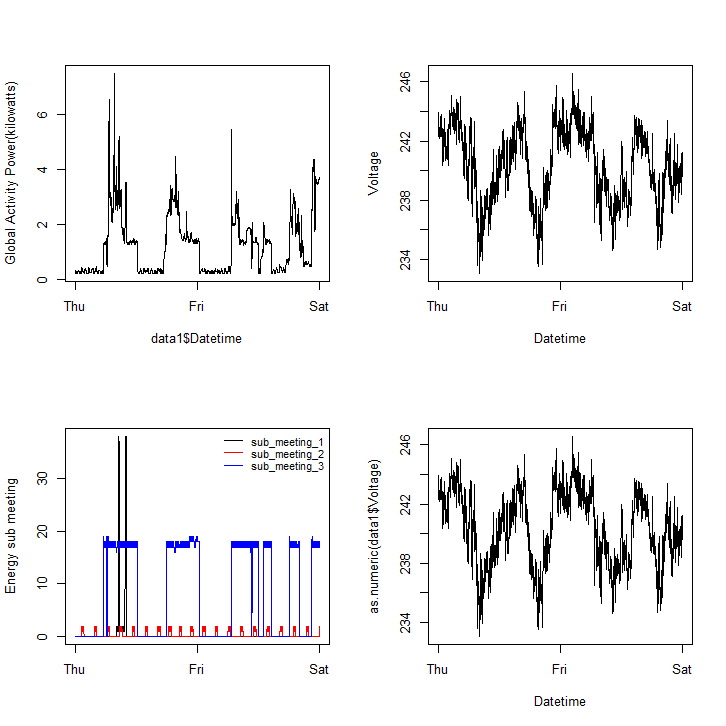 Global Activity Power(kilowatts)
6
4
2
0
Thu Fri Sat
data1$Datetime
Voltage
246
242
238
234
Thu Fri Sat
Datetime
Energy sub meeting
30
20
10
0
sub_meeting_1
sub_meeting_2
sub_meeting_3
Thu Fri Sat
as.numeric(data1$Voltage)
246
242
238
234
Thu Fri Sat
Datetime